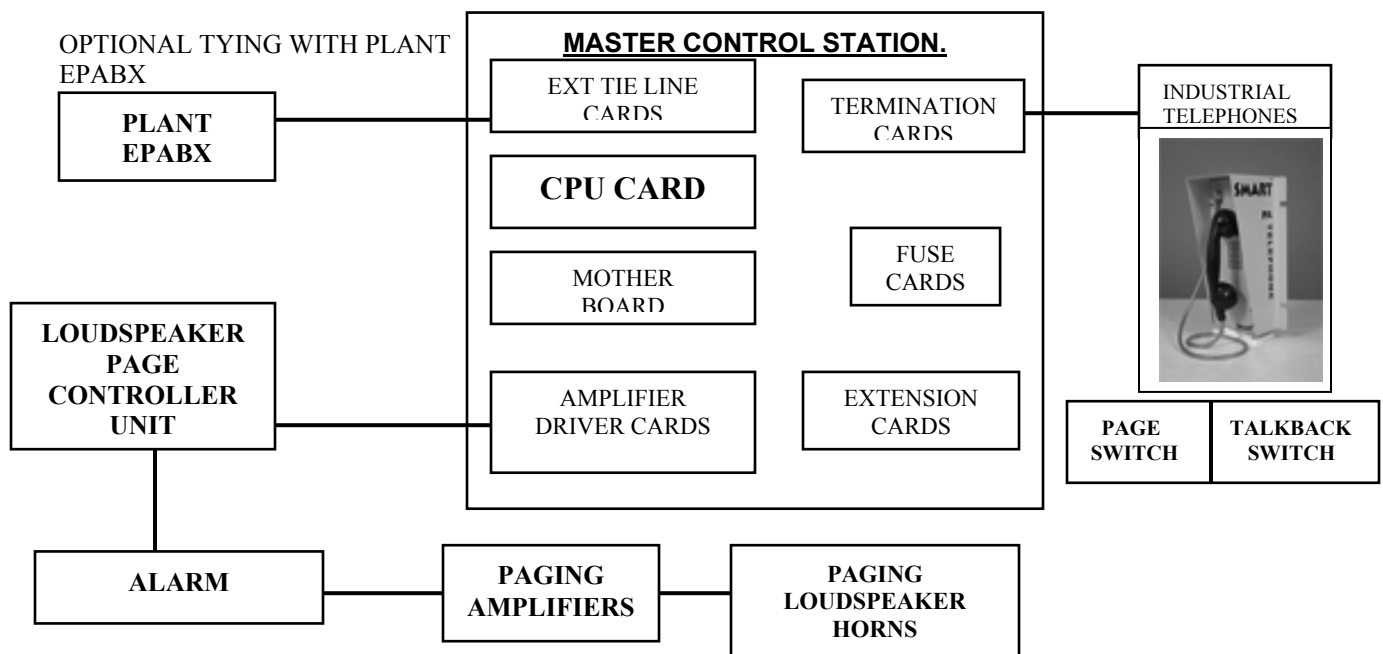 OPTIONAL TYING WITH PLANT
EPABX
PLANT
EPABX
MASTER CONTROL STATION.
EXT TIE LINE
CARDS
TERMINATION
CARDS
CPU CARD
MOTHER
BOARD
FUSE
CARDS
AMPLIFIER
DRIVER CARDS
EXTENSION
CARDS
INDUSTRIAL
TELEPHONES
SMART
TELEPHONE
PAGE
SWITCH
TALKBACK
SWITCH
LOUDSPEAKER
PAGE
CONTROLLER
UNIT
ALARM
PAGING
AMPLIFIERS
PAGING
LOUDSPEAKER
HORNS